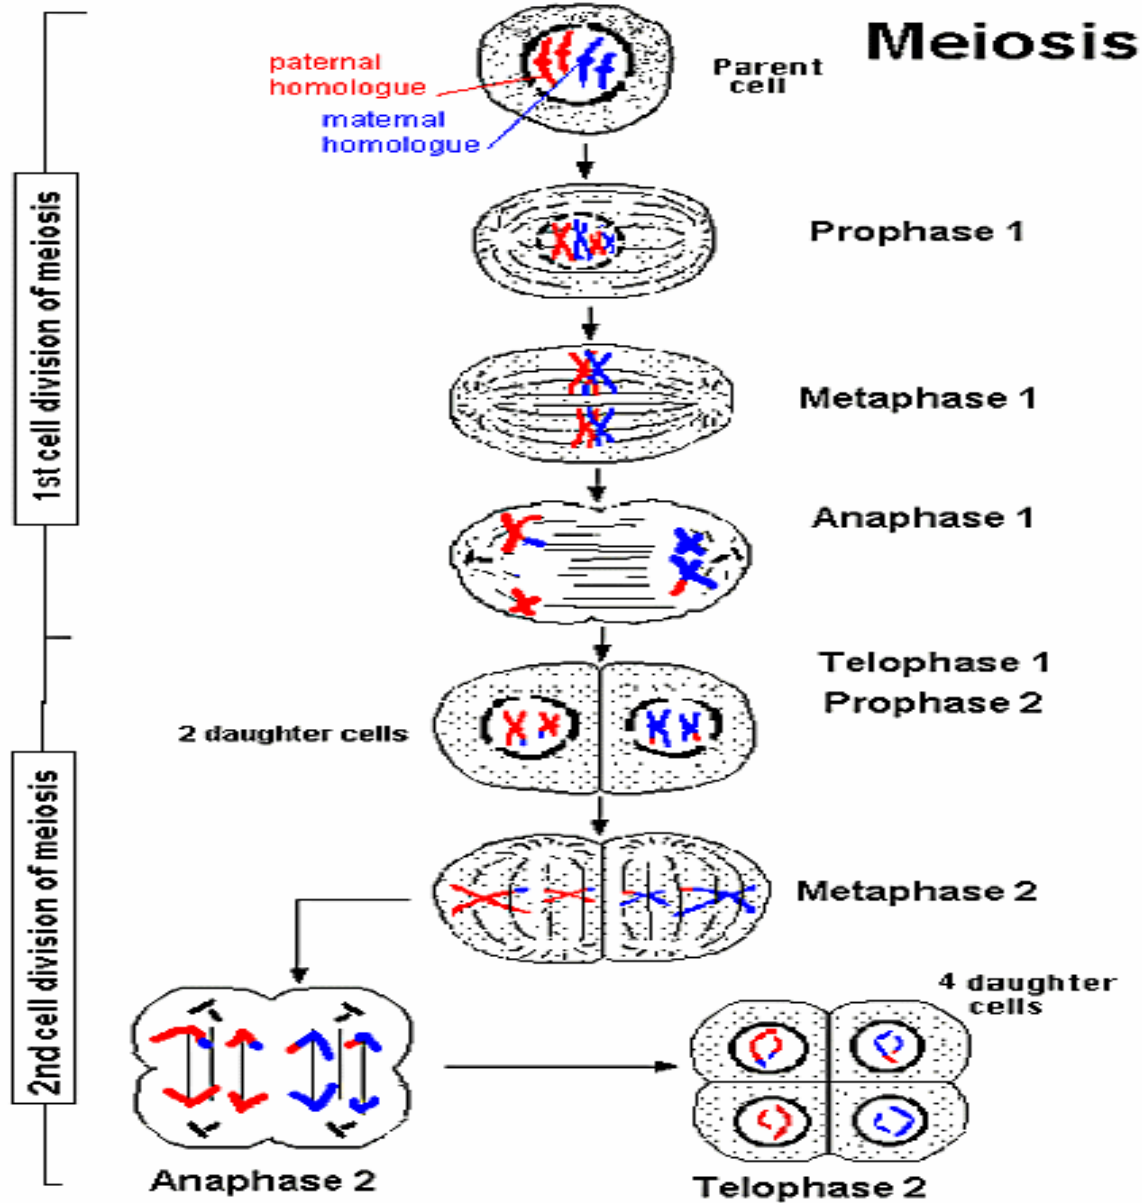 Meiosis
paternal
homologue
maternal
homologue
Parent
cell
Prophase 1
1st cell division of meiosis
Metaphase 1
Anaphase 1
Telophase 1
Prophase 2
2 daughter cells
2nd cell division of meiosis
Metaphase 2
4 daughter
cells
Anaphase 2
Telophase 2